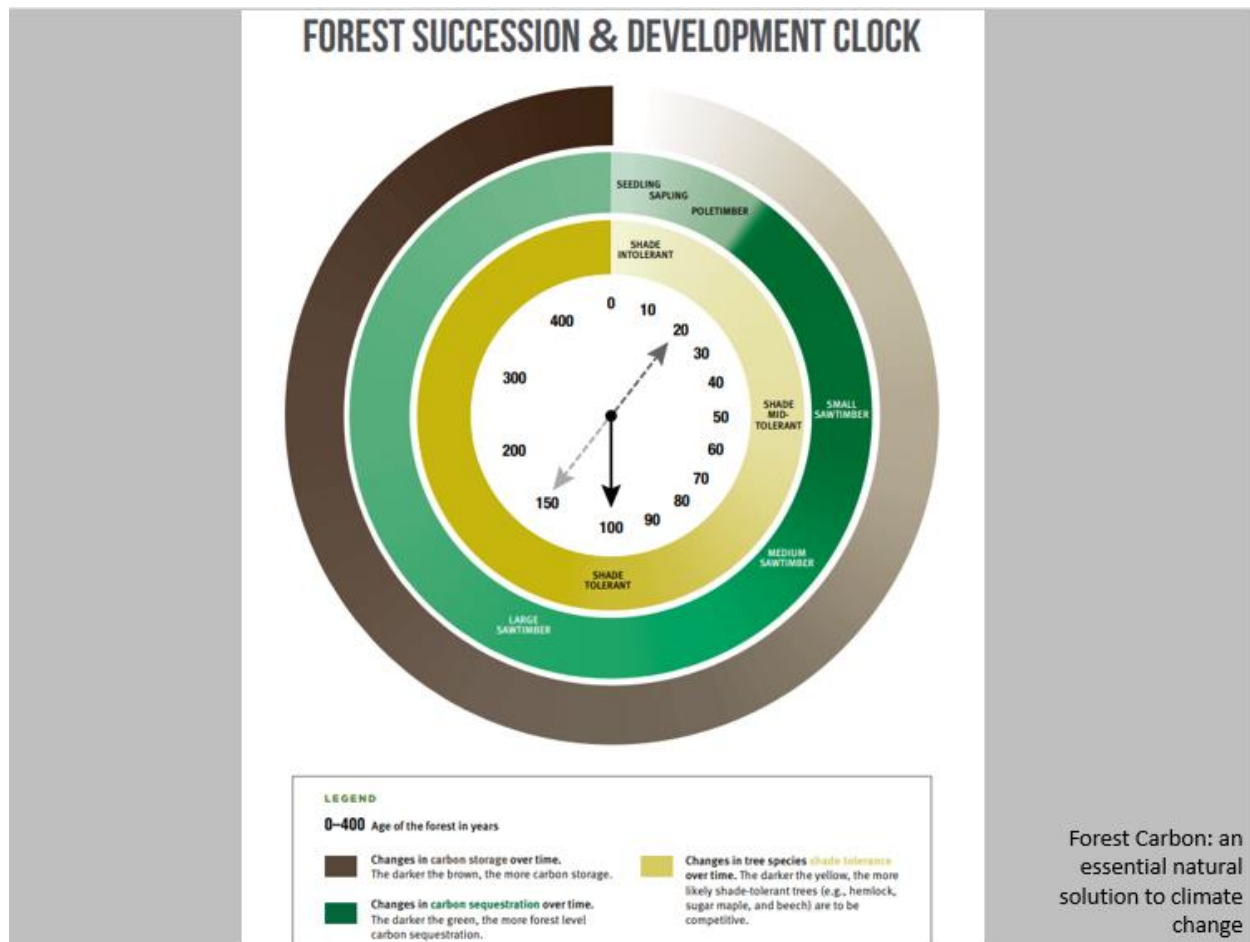 FOREST SUCCESSION & DEVELOPMENT CLOCK
SEEDLING
SAPLING
POLETIMBER
SHADE
INTOLERANT
0
10
20
30
40
50
60
70
80
90
100
150
200
300
400
SHADE
MID-
TOLERANT
SMALL
SAWTIMBER
MEDIUM
SAWTIMBER
SHADE
TOLERANT
LARGE
SAWTIMBER
LEGEND
0–400 Age of the forest in years
Changes in carbon storage over time.
The darker the brown, the more carbon storage.
Changes in carbon sequestration over time.
The darker the green, the more forest level
carbon sequestration.
Changes in tree species shade tolerance
over time. The darker the yellow, the more
likely shade-tolerant trees (e.g., hemlock,
sugar maple, and beech) are to be
competitive.
Forest Carbon: an
essential natural
solution to climate
change